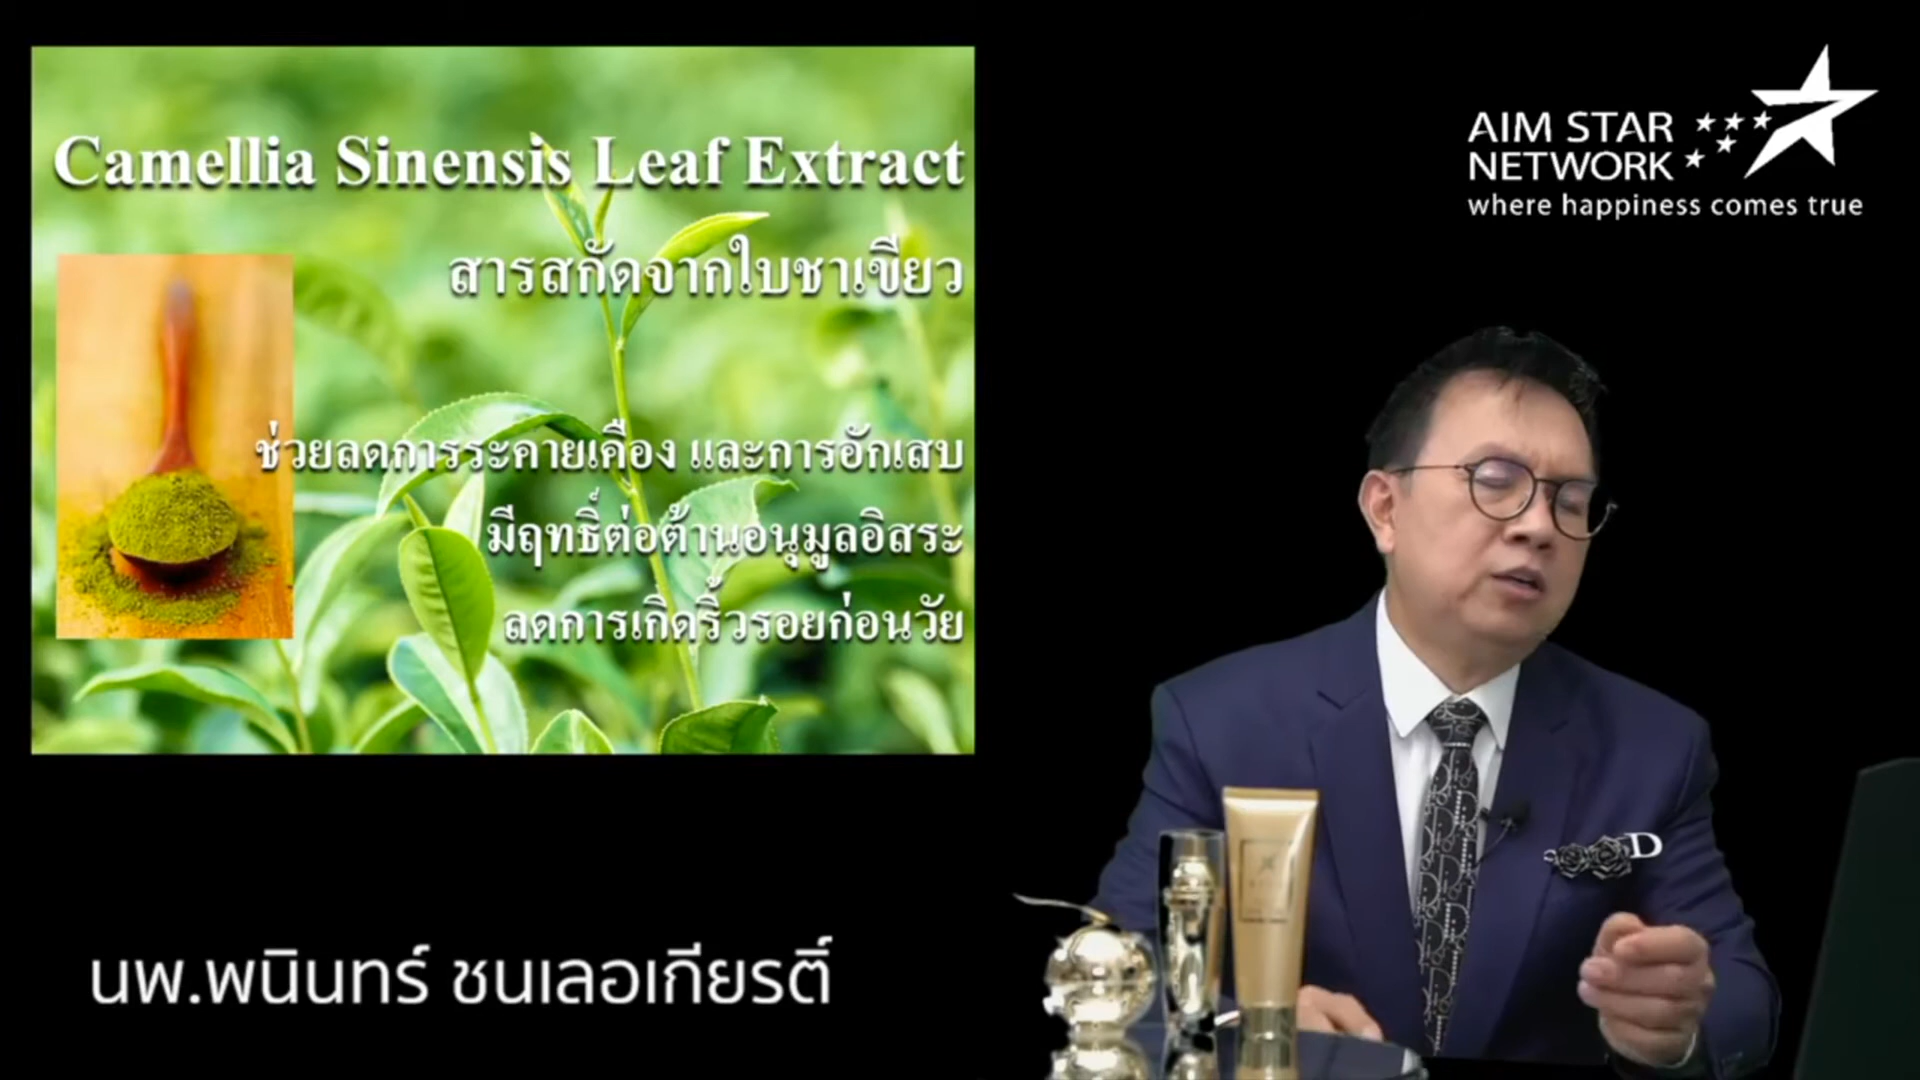 Camellia Sinensis Leaf Extract
สารสกัดจากใบชาเขียว
ช่วยลดการระคายเคือง และการอักเสบ
มีฤทธิ์ต่อต้านอนุมูลอิสระ
ลดการเกิดริ้วรอยก่อนวัย
AIM STAR
NETWORK
where happiness comes true
D
นพ.พนินทร์ ชนเลอเกียรติ์